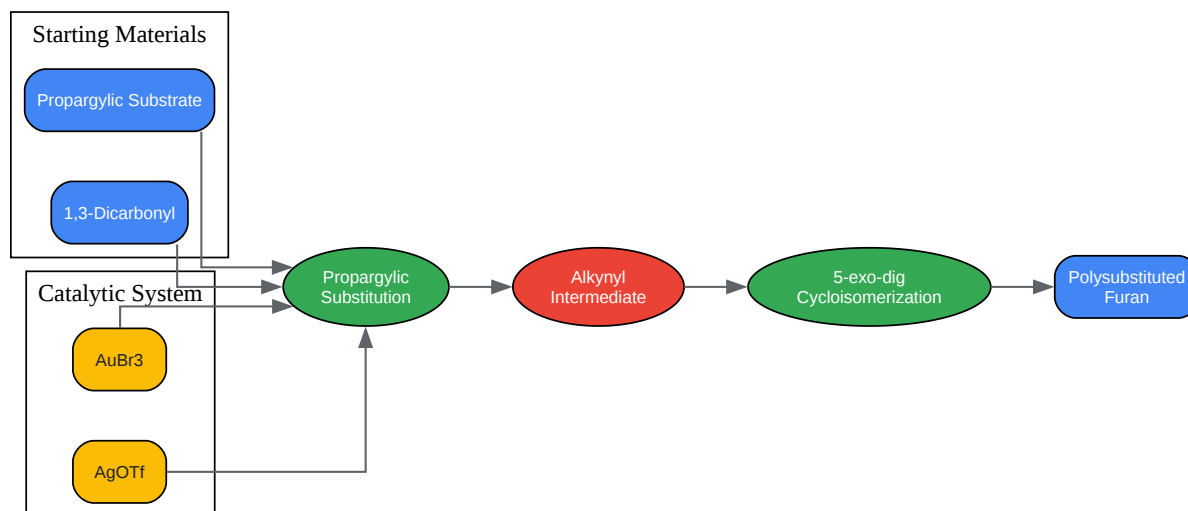 Starting Materials
Propargylic Substrate
1,3-Dicarbonyl
Catalytic System
AuBr3
AgOTf
Propargylic
Substitution
Alkynyl
Intermediate
5-exo-dig
Cycloisomerization
Polysubstituted
Furan